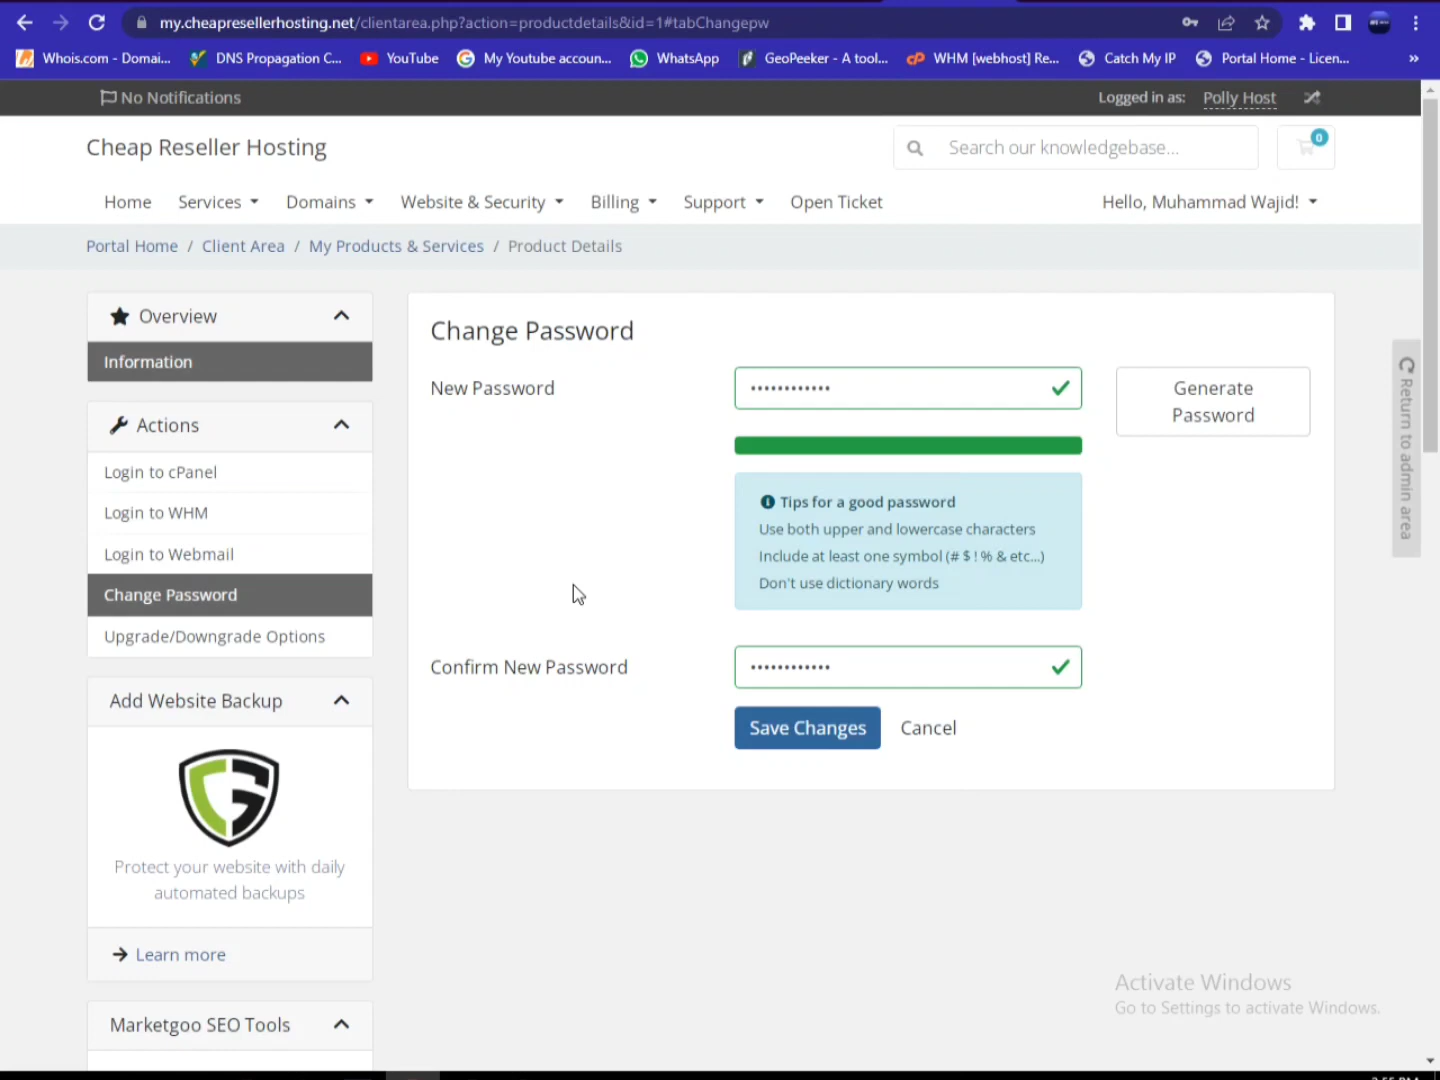 my.cheapresellerhosting.net/clientarea.php?action=productdetails&id=1#tabChangepw
Whois.com - Domai...
DNS Propagation C...
YouTube
My Youtube accoun...
WhatsApp
GeoPeeker - A tool...
WHM [webhost] Re...
Catch My IP
Portal Home - Licen...
»
No Notifications
Logged in as: Polly Host
Cheap Reseller Hosting
Search our knowledgebase...
0
Home
Services
Domains
Website & Security
Billing
Support
Open Ticket
Hello, Muhammad Wajid!
Portal Home / Client Area / My Products & Services / Product Details
Overview
Information
Actions
Login to cPanel
Login to WHM
Login to Webmail
Change Password
Upgrade/Downgrade Options
Add Website Backup
Protect your website with daily
automated backups
Learn more
Marketgoo SEO Tools
Change Password
New Password
Generate
Password
Tips for a good password
Use both upper and lowercase characters
Include at least one symbol (# $ ! % & etc...)
Don't use dictionary words
Confirm New Password
Save Changes
Cancel
Return to admin area
Activate Windows
Go to Settings to activate Windows.